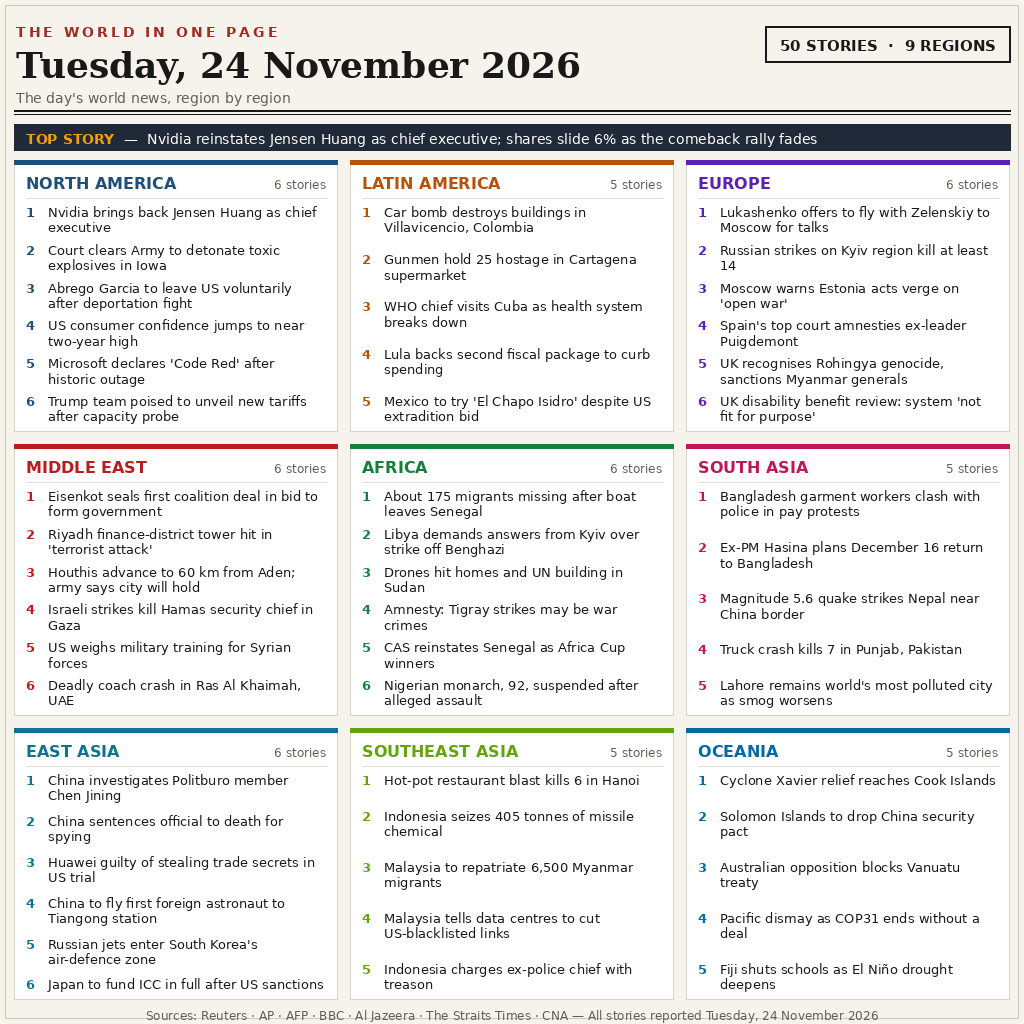 THE WORLD IN ONE PAGE
Tuesday, 24 November 2026
The day's world news, region by region
50 STORIES · 9 REGIONS
TOP STORY — Nvidia reinstates Jensen Huang as chief executive; shares slide 6% as the comeback rally fades
NORTH AMERICA 6 stories
1 Nvidia brings back Jensen Huang as chief
executive
2 Court clears Army to detonate toxic
explosives in Iowa
3 Abrego Garcia to leave US voluntarily
after deportation fight
4 US consumer confidence jumps to near
two-year high
5 Microsoft declares 'Code Red' after
historic outage
6 Trump team poised to unveil new tariffs
after capacity probe
LATIN AMERICA 5 stories
1 Car bomb destroys buildings in
Villavicencio, Colombia
2 Gunmen hold 25 hostage in Cartagena
supermarket
3 WHO chief visits Cuba as health system
breaks down
4 Lula backs second fiscal package to curb
spending
5 Mexico to try 'El Chapo Isidro' despite US
extradition bid
EUROPE 6 stories
1 Lukashenko offers to fly with Zelenskiy to
Moscow for talks
2 Russian strikes on Kyiv region kill at least
14
3 Moscow warns Estonia acts verge on
'open war'
4 Spain's top court amnesties ex-leader
Puigdemont
5 UK recognises Rohingya genocide,
sanctions Myanmar generals
6 UK disability benefit review: system 'not
fit for purpose'
MIDDLE EAST 6 stories
1 Eisenkot seals first coalition deal in bid to
form government
2 Riyadh finance-district tower hit in
'terrorist attack'
3 Houthis advance to 60 km from Aden;
army says city will hold
4 Israeli strikes kill Hamas security chief in
Gaza
5 US weighs military training for Syrian
forces
6 Deadly coach crash in Ras Al Khaimah,
UAE
AFRICA 6 stories
1 About 175 migrants missing after boat
leaves Senegal
2 Libya demands answers from Kyiv over
strike off Benghazi
3 Drones hit homes and UN building in
Sudan
4 Amnesty: Tigray strikes may be war
crimes
5 CAS reinstates Senegal as Africa Cup
winners
6 Nigerian monarch, 92, suspended after
alleged assault
SOUTH ASIA 5 stories
1 Bangladesh garment workers clash with
police in pay protests
2 Ex-PM Hasina plans December 16 return
to Bangladesh
3 Magnitude 5.6 quake strikes Nepal near
China border
4 Truck crash kills 7 in Punjab, Pakistan
5 Lahore remains world's most polluted city
as smog worsens
EAST ASIA 6 stories
1 China investigates Politburo member
Chen Jining
2 China sentences official to death for
spying
3 Huawei guilty of stealing trade secrets in
US trial
4 China to fly first foreign astronaut to
Tiangong station
5 Russian jets enter South Korea's
air-defence zone
6 Japan to fund ICC in full after US sanctions
SOUTHEAST ASIA 5 stories
1 Hot-pot restaurant blast kills 6 in Hanoi
2 Indonesia seizes 405 tonnes of missile
chemical
3 Malaysia to repatriate 6,500 Myanmar
migrants
4 Malaysia tells data centres to cut
US-blacklisted links
5 Indonesia charges ex-police chief with
treason
OCEANIA 5 stories
1 Cyclone Xavier relief reaches Cook Islands
2 Solomon Islands to drop China security
pact
3 Australian opposition blocks Vanuatu
treaty
4 Pacific dismay as COP31 ends without a
deal
5 Fiji shuts schools as El Niño drought
deepens
Sources: Reuters · AP · AFP · BBC · Al Jazeera · The Straits Times · CNA — All stories reported Tuesday, 24 November 2026